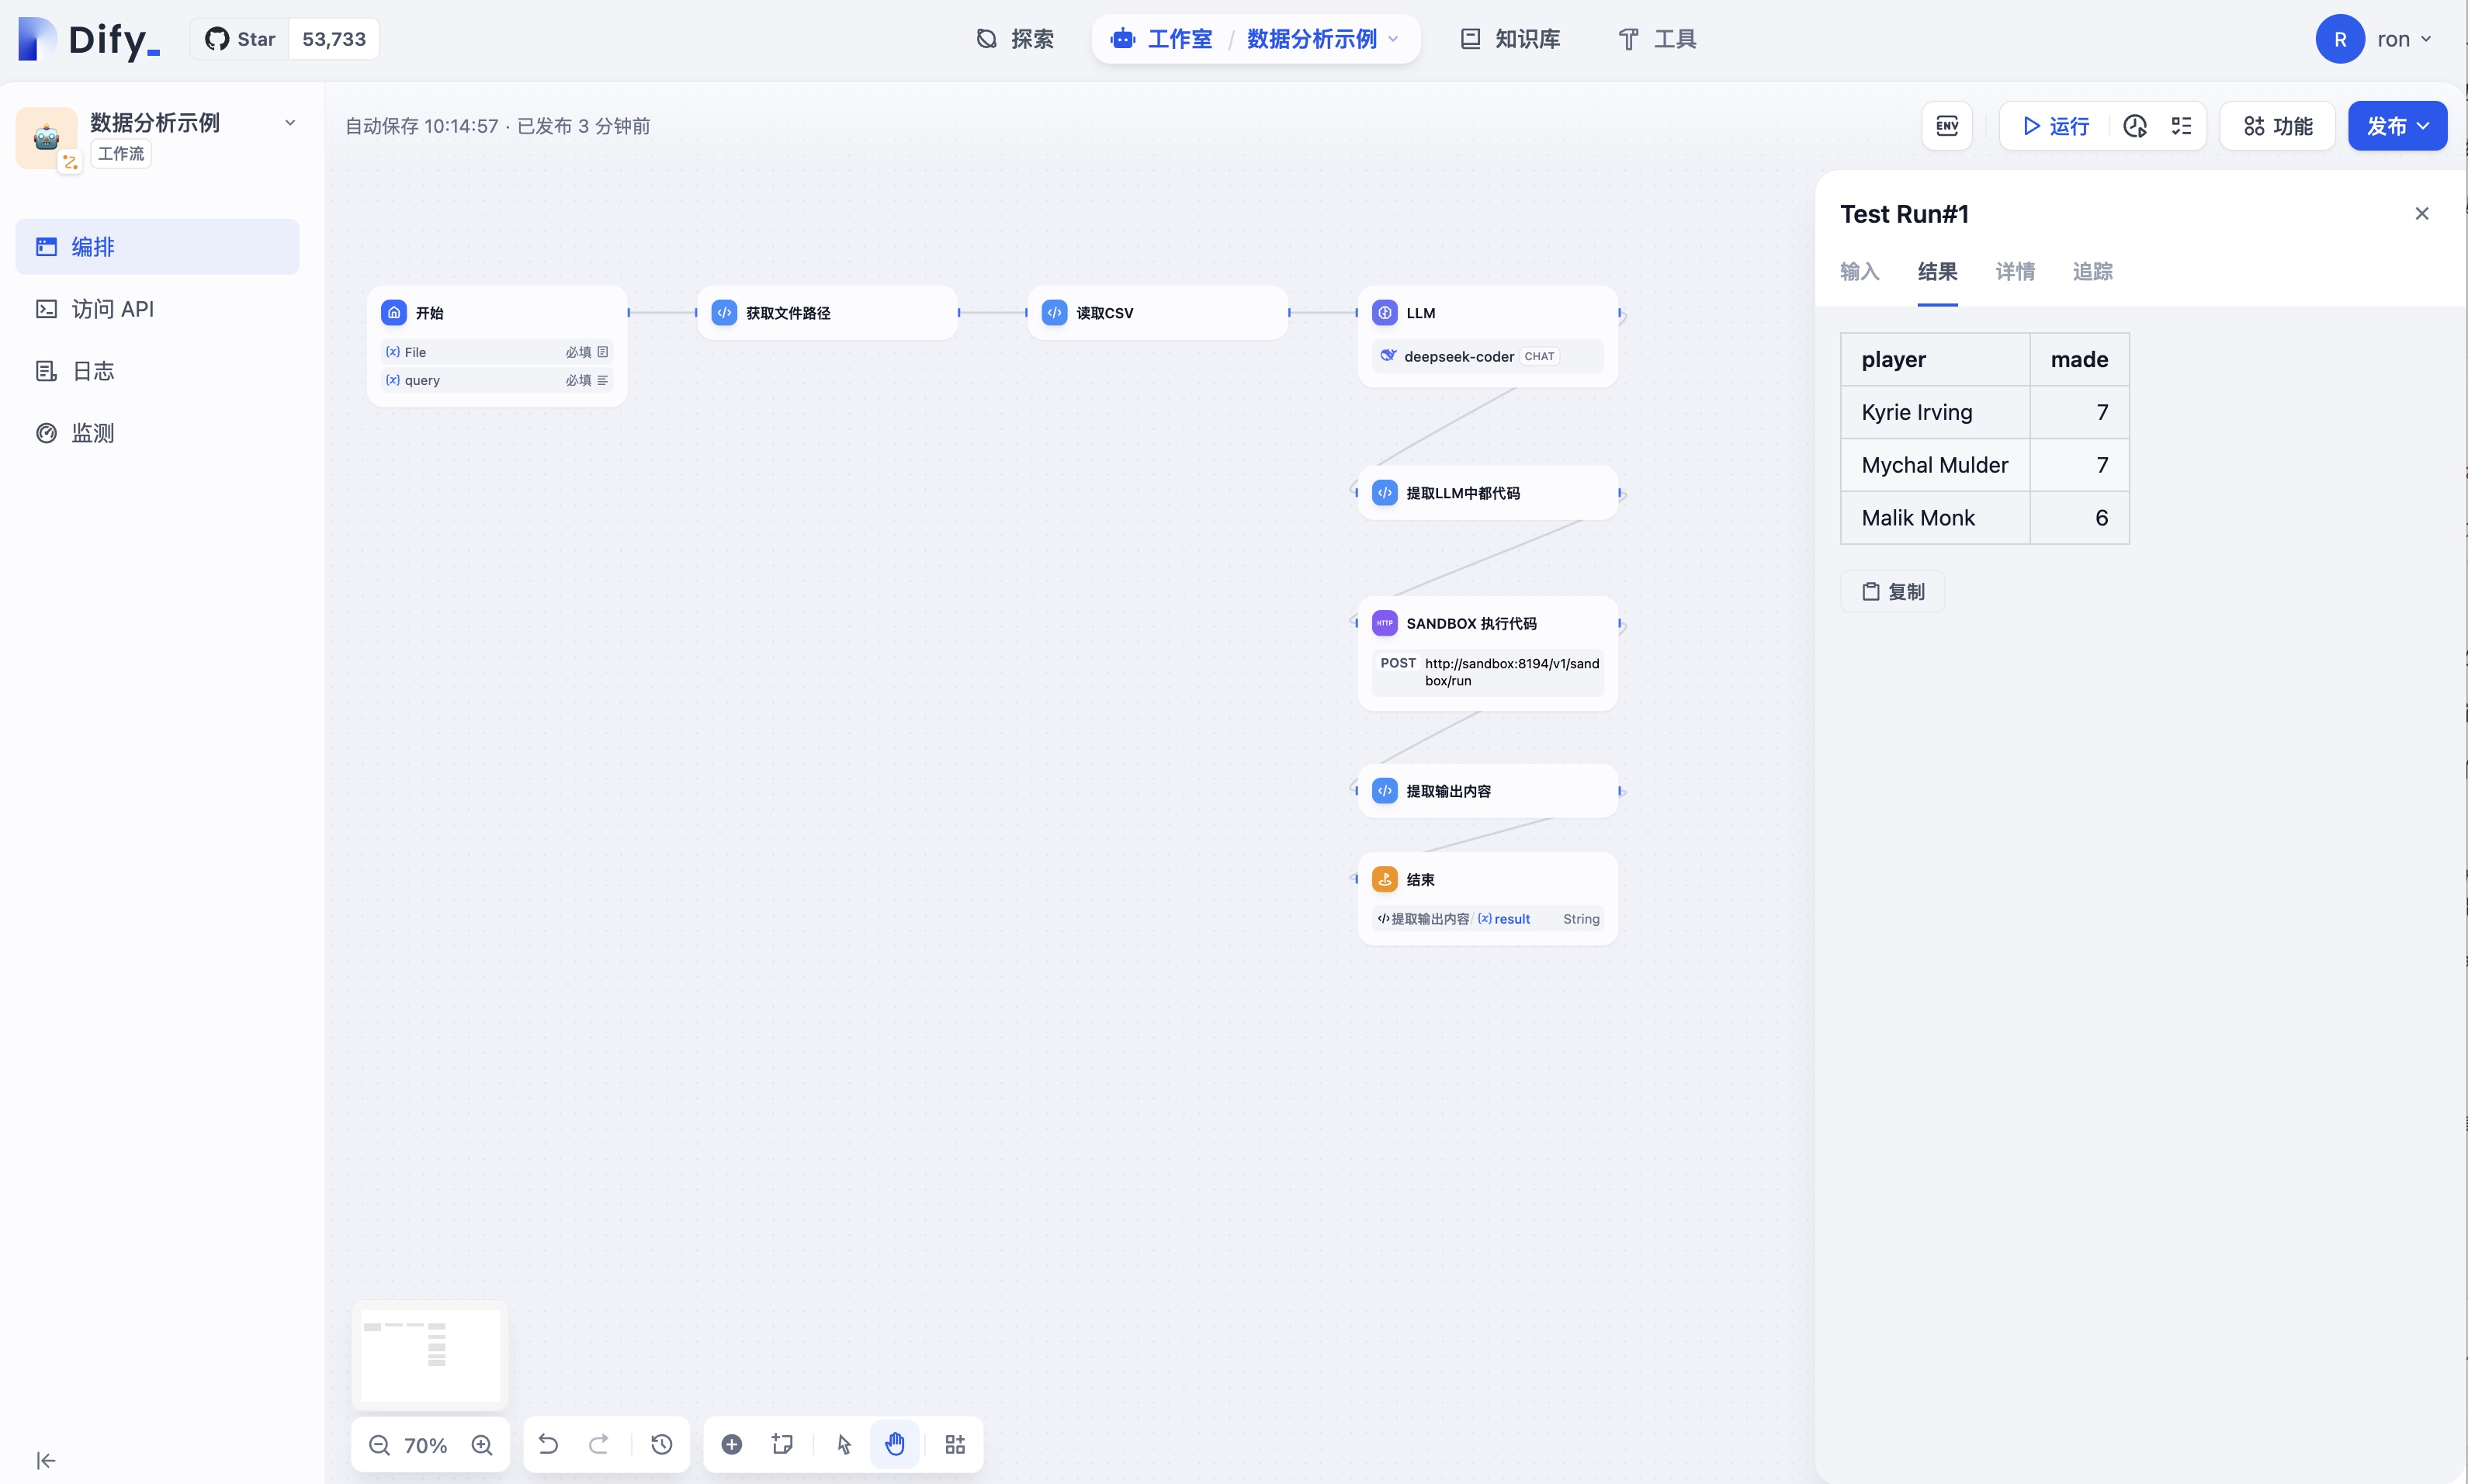 Dify_
Star 53,733
探索
工作室 / 数据分析示例
知识库
工具
R ron
数据分析示例
工作流
编排
访问 API
日志
监测
自动保存 10:14:57 · 已发布 3 分钟前
ENV
运行
功能
发布
开始
(x) File 必填
(x) query 必填
获取文件路径
读取CSV
LLM
deepseek-coder CHAT
提取LLM中都代码
HTTP SANDBOX 执行代码
POST http://sandbox:8194/v1/sand
box/run
提取输出内容
结束
提取输出内容 / (x) result String
Test Run#1
输入 结果 详情 追踪
player made
Kyrie Irving 7
Mychal Mulder 7
Malik Monk 6
复制
70%